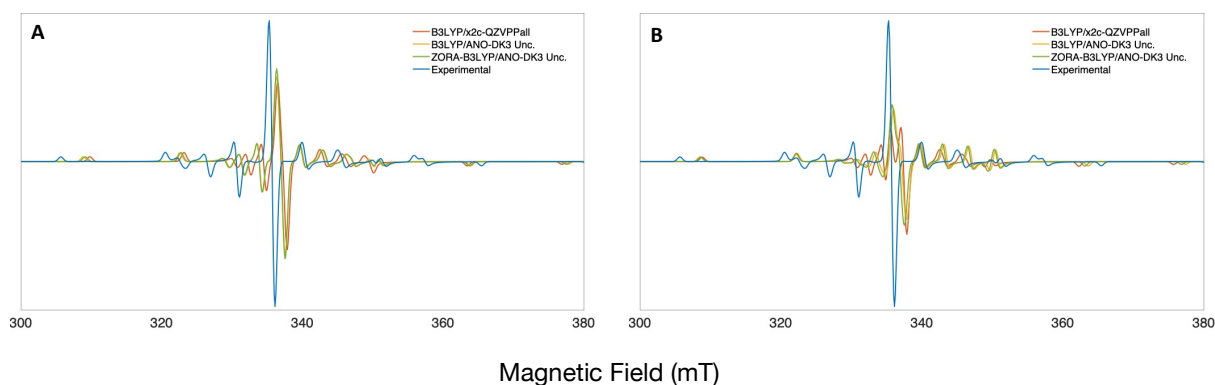 A
B3LYP/x2c-QZVPPall
B3LYP/ANO-DK3 Unc.
ZORA-B3LYP/ANO-DK3 Unc.
Experimental
300 320 340 360 380
B
B3LYP/x2c-QZVPPall
B3LYP/ANO-DK3 Unc.
ZORA-B3LYP/ANO-DK3 Unc.
Experimental
300 320 340 360 380
Magnetic Field (mT)